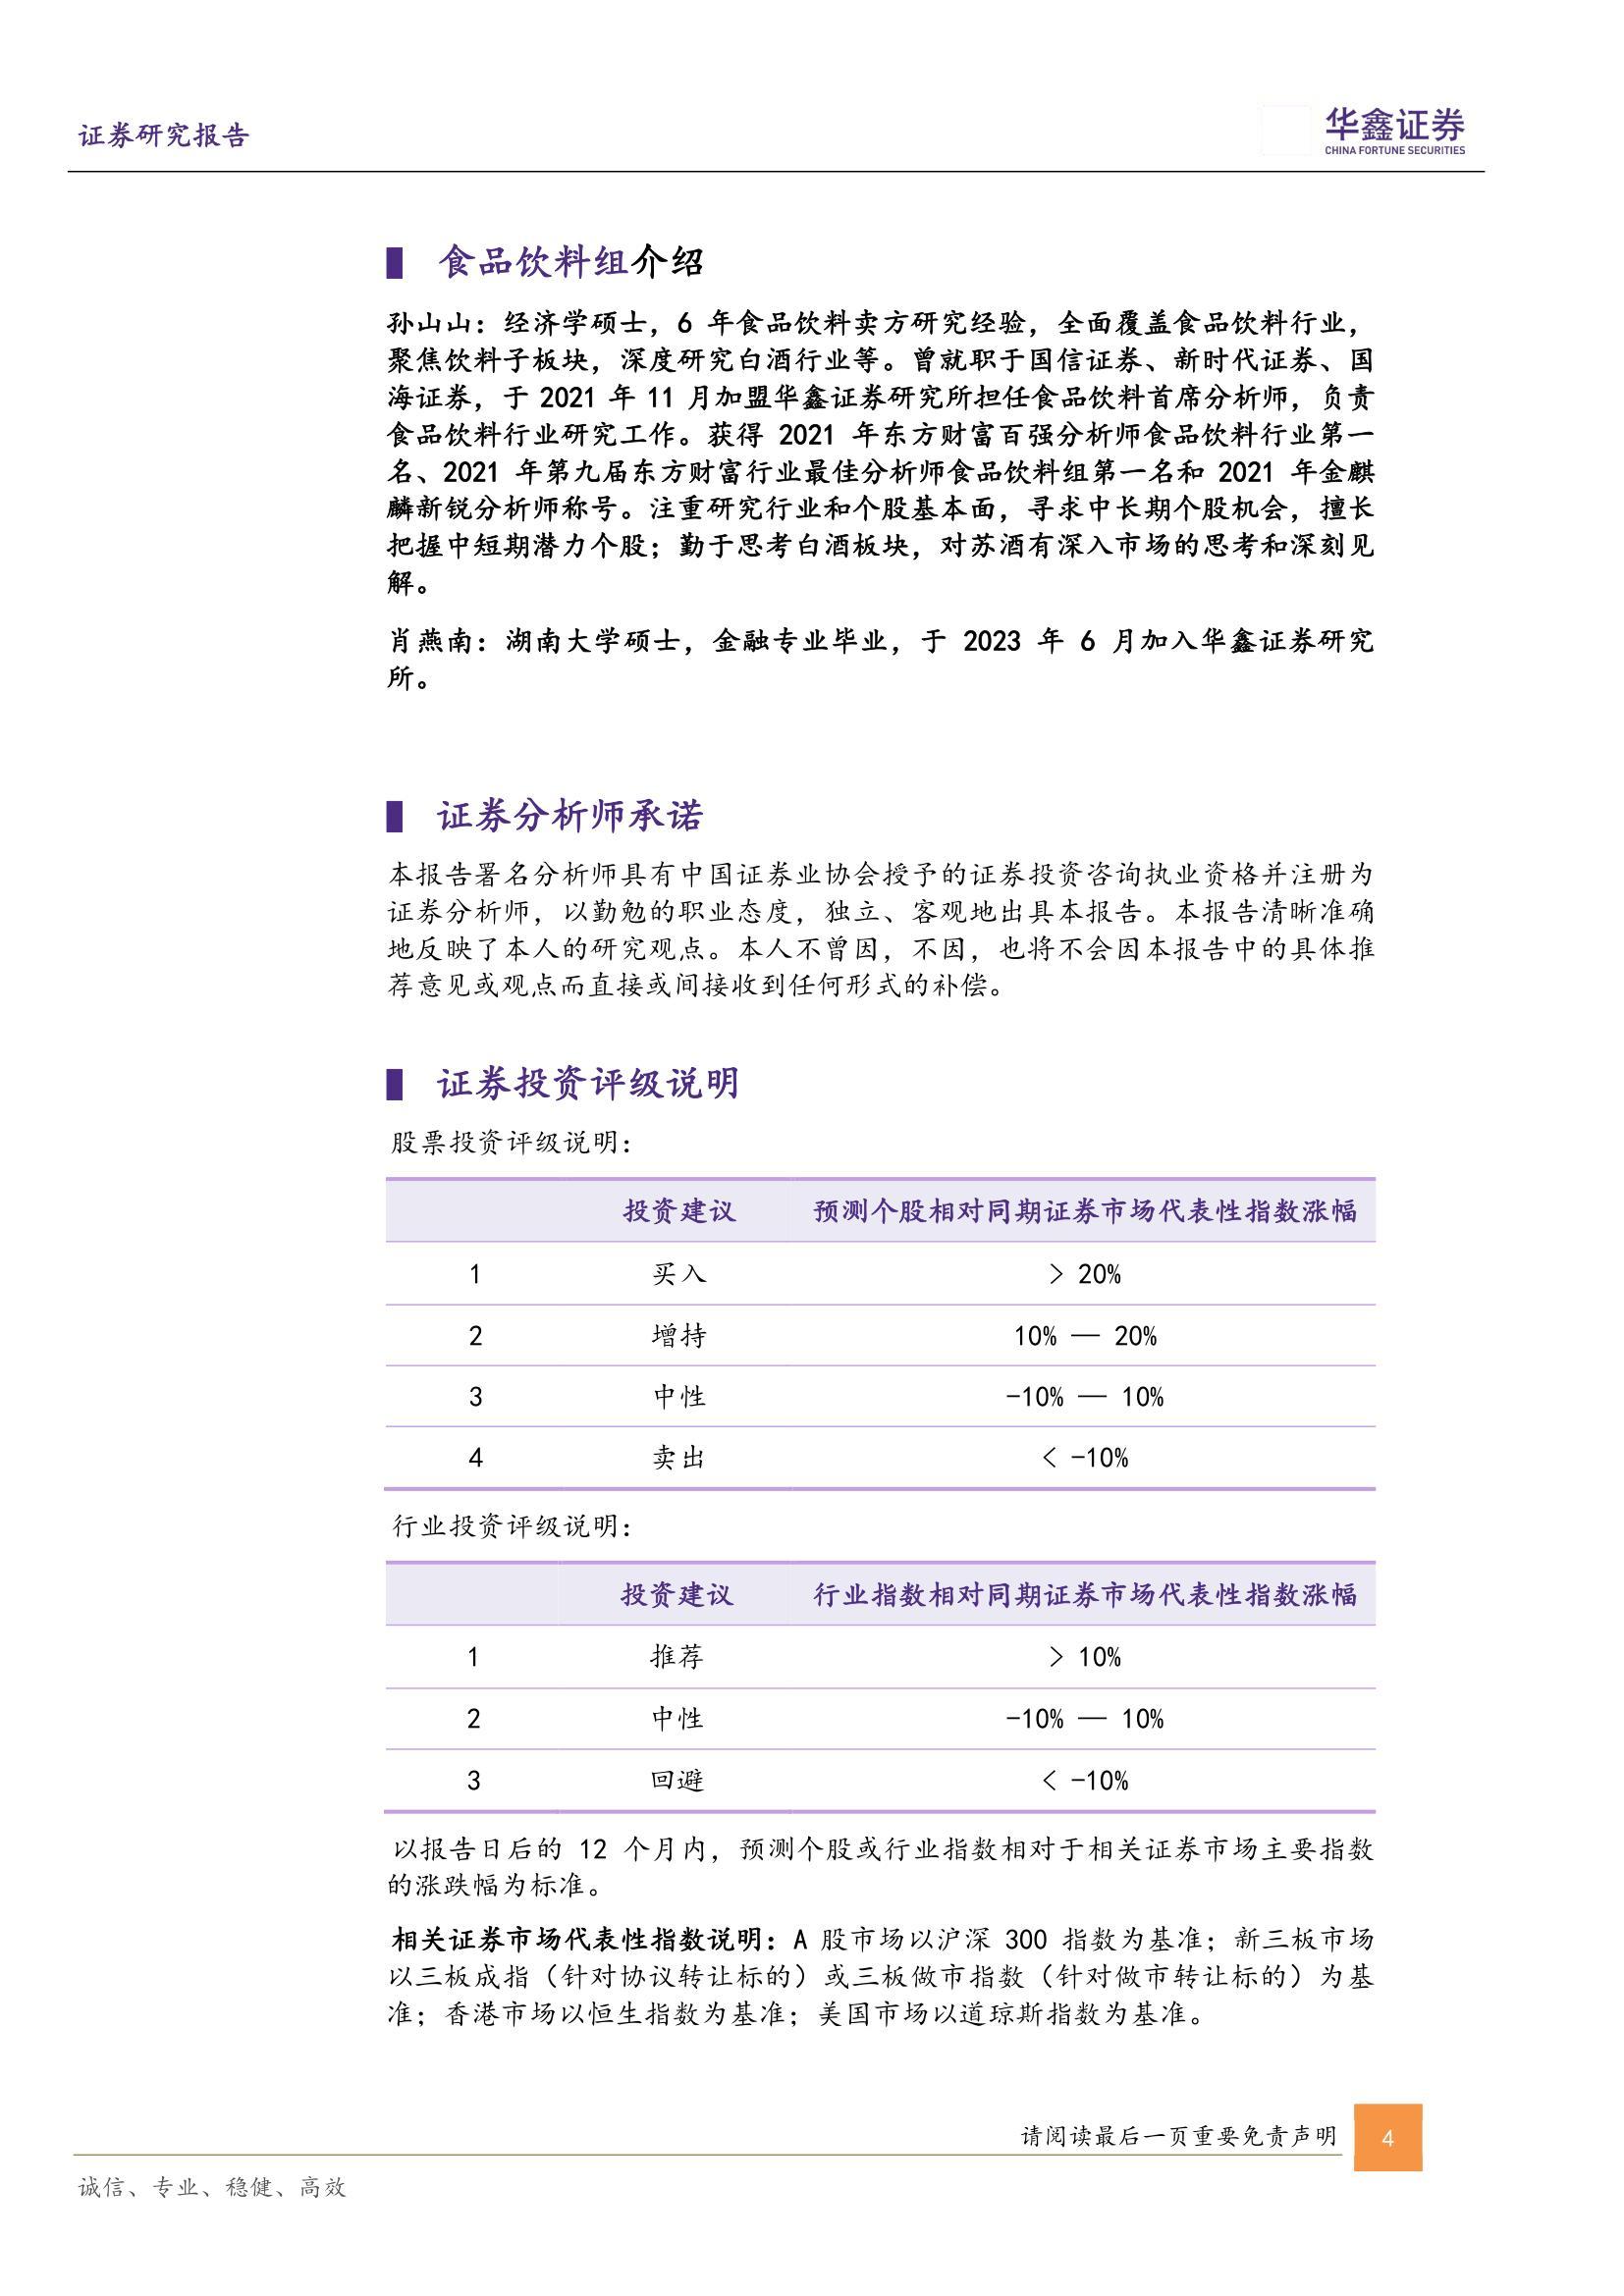 证券研究报告
华鑫证券
CHINA FORTUNE SECURITIES
食品饮料组介绍
孙山山：经济学硕士，6 年食品饮料卖方研究经验，全面覆盖食品饮料行业，
聚焦饮料子板块，深度研究白酒行业等。曾就职于国信证券、新时代证券、国
海证券，于 2021 年 11 月加盟华鑫证券研究所担任食品饮料首席分析师，负责
食品饮料行业研究工作。获得 2021 年东方财富百强分析师食品饮料行业第一
名、2021 年第九届东方财富行业最佳分析师食品饮料组第一名和 2021 年金麒
麟新锐分析师称号。注重研究行业和个股基本面，寻求中长期个股机会，擅长
把握中短期潜力个股；勤于思考白酒板块，对苏酒有深入市场的思考和深刻见
解。
肖燕南：湖南大学硕士，金融专业毕业，于 2023 年 6 月加入华鑫证券研究
所。
证券分析师承诺
本报告署名分析师具有中国证券业协会授予的证券投资咨询执业资格并注册为
证券分析师，以勤勉的职业态度，独立、客观地出具本报告。本报告清晰准确
地反映了本人的研究观点。本人不曾因，不因，也将不会因本报告中的具体推
荐意见或观点而直接或间接收到任何形式的补偿。
证券投资评级说明
股票投资评级说明：
投资建议 预测个股相对同期证券市场代表性指数涨幅
1 买入 > 20%
2 增持 10% — 20%
3 中性 -10% — 10%
4 卖出 < -10%
行业投资评级说明：
投资建议 行业指数相对同期证券市场代表性指数涨幅
1 推荐 > 10%
2 中性 -10% — 10%
3 回避 < -10%
以报告日后的 12 个月内，预测个股或行业指数相对于相关证券市场主要指数
的涨跌幅为标准。
相关证券市场代表性指数说明：A 股市场以沪深 300 指数为基准；新三板市场
以三板成指（针对协议转让标的）或三板做市指数（针对做市转让标的）为基
准；香港市场以恒生指数为基准；美国市场以道琼斯指数为基准。
请阅读最后一页重要免责声明 4
诚信、专业、稳健、高效